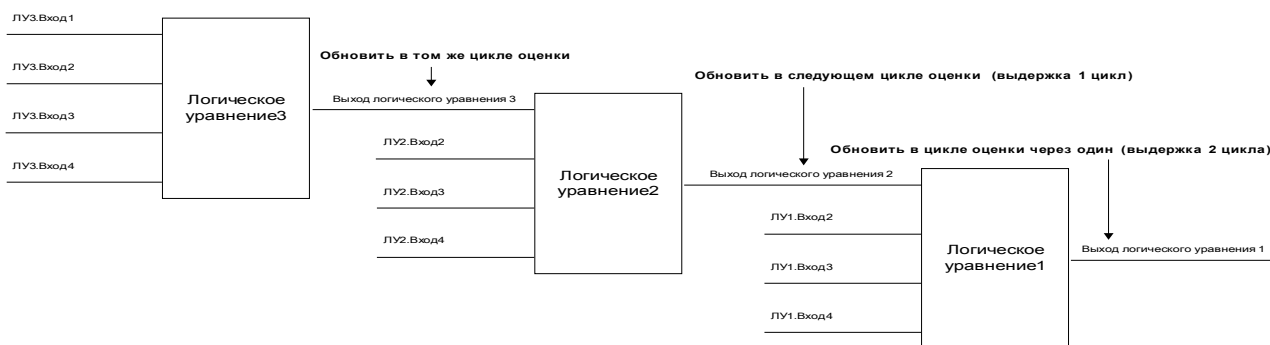 ЛУ3.Вход1
ЛУ3.Вход2
ЛУ3.Вход3
ЛУ3.Вход4
Логическое
уравнение3
Обновить в том же цикле оценки
Выход логического уравнения 3
ЛУ2.Вход2
ЛУ2.Вход3
ЛУ2.Вход4
Логическое
уравнение2
Обновить в следующем цикле оценки (выдержка 1 цикл)
Выход логического уравнения 2
ЛУ1.Вход2
ЛУ1.Вход3
ЛУ1.Вход4
Логическое
уравнение1
Обновить в цикле оценки через один (выдержка 2 цикла)
Выход логического уравнения 1